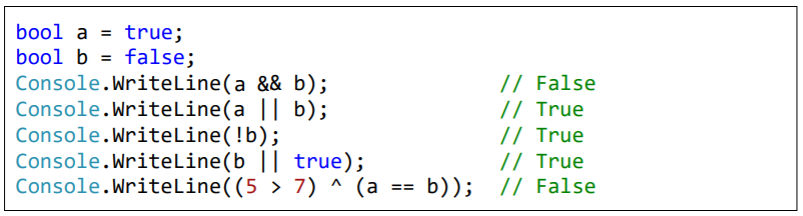 bool a = true;
bool b = false;
Console.WriteLine(a && b);                    // False
Console.WriteLine(a || b);                    // True
Console.WriteLine(!b);                        // True
Console.WriteLine(b || true);                 // True
Console.WriteLine((5 > 7) ^ (a == b));  // False